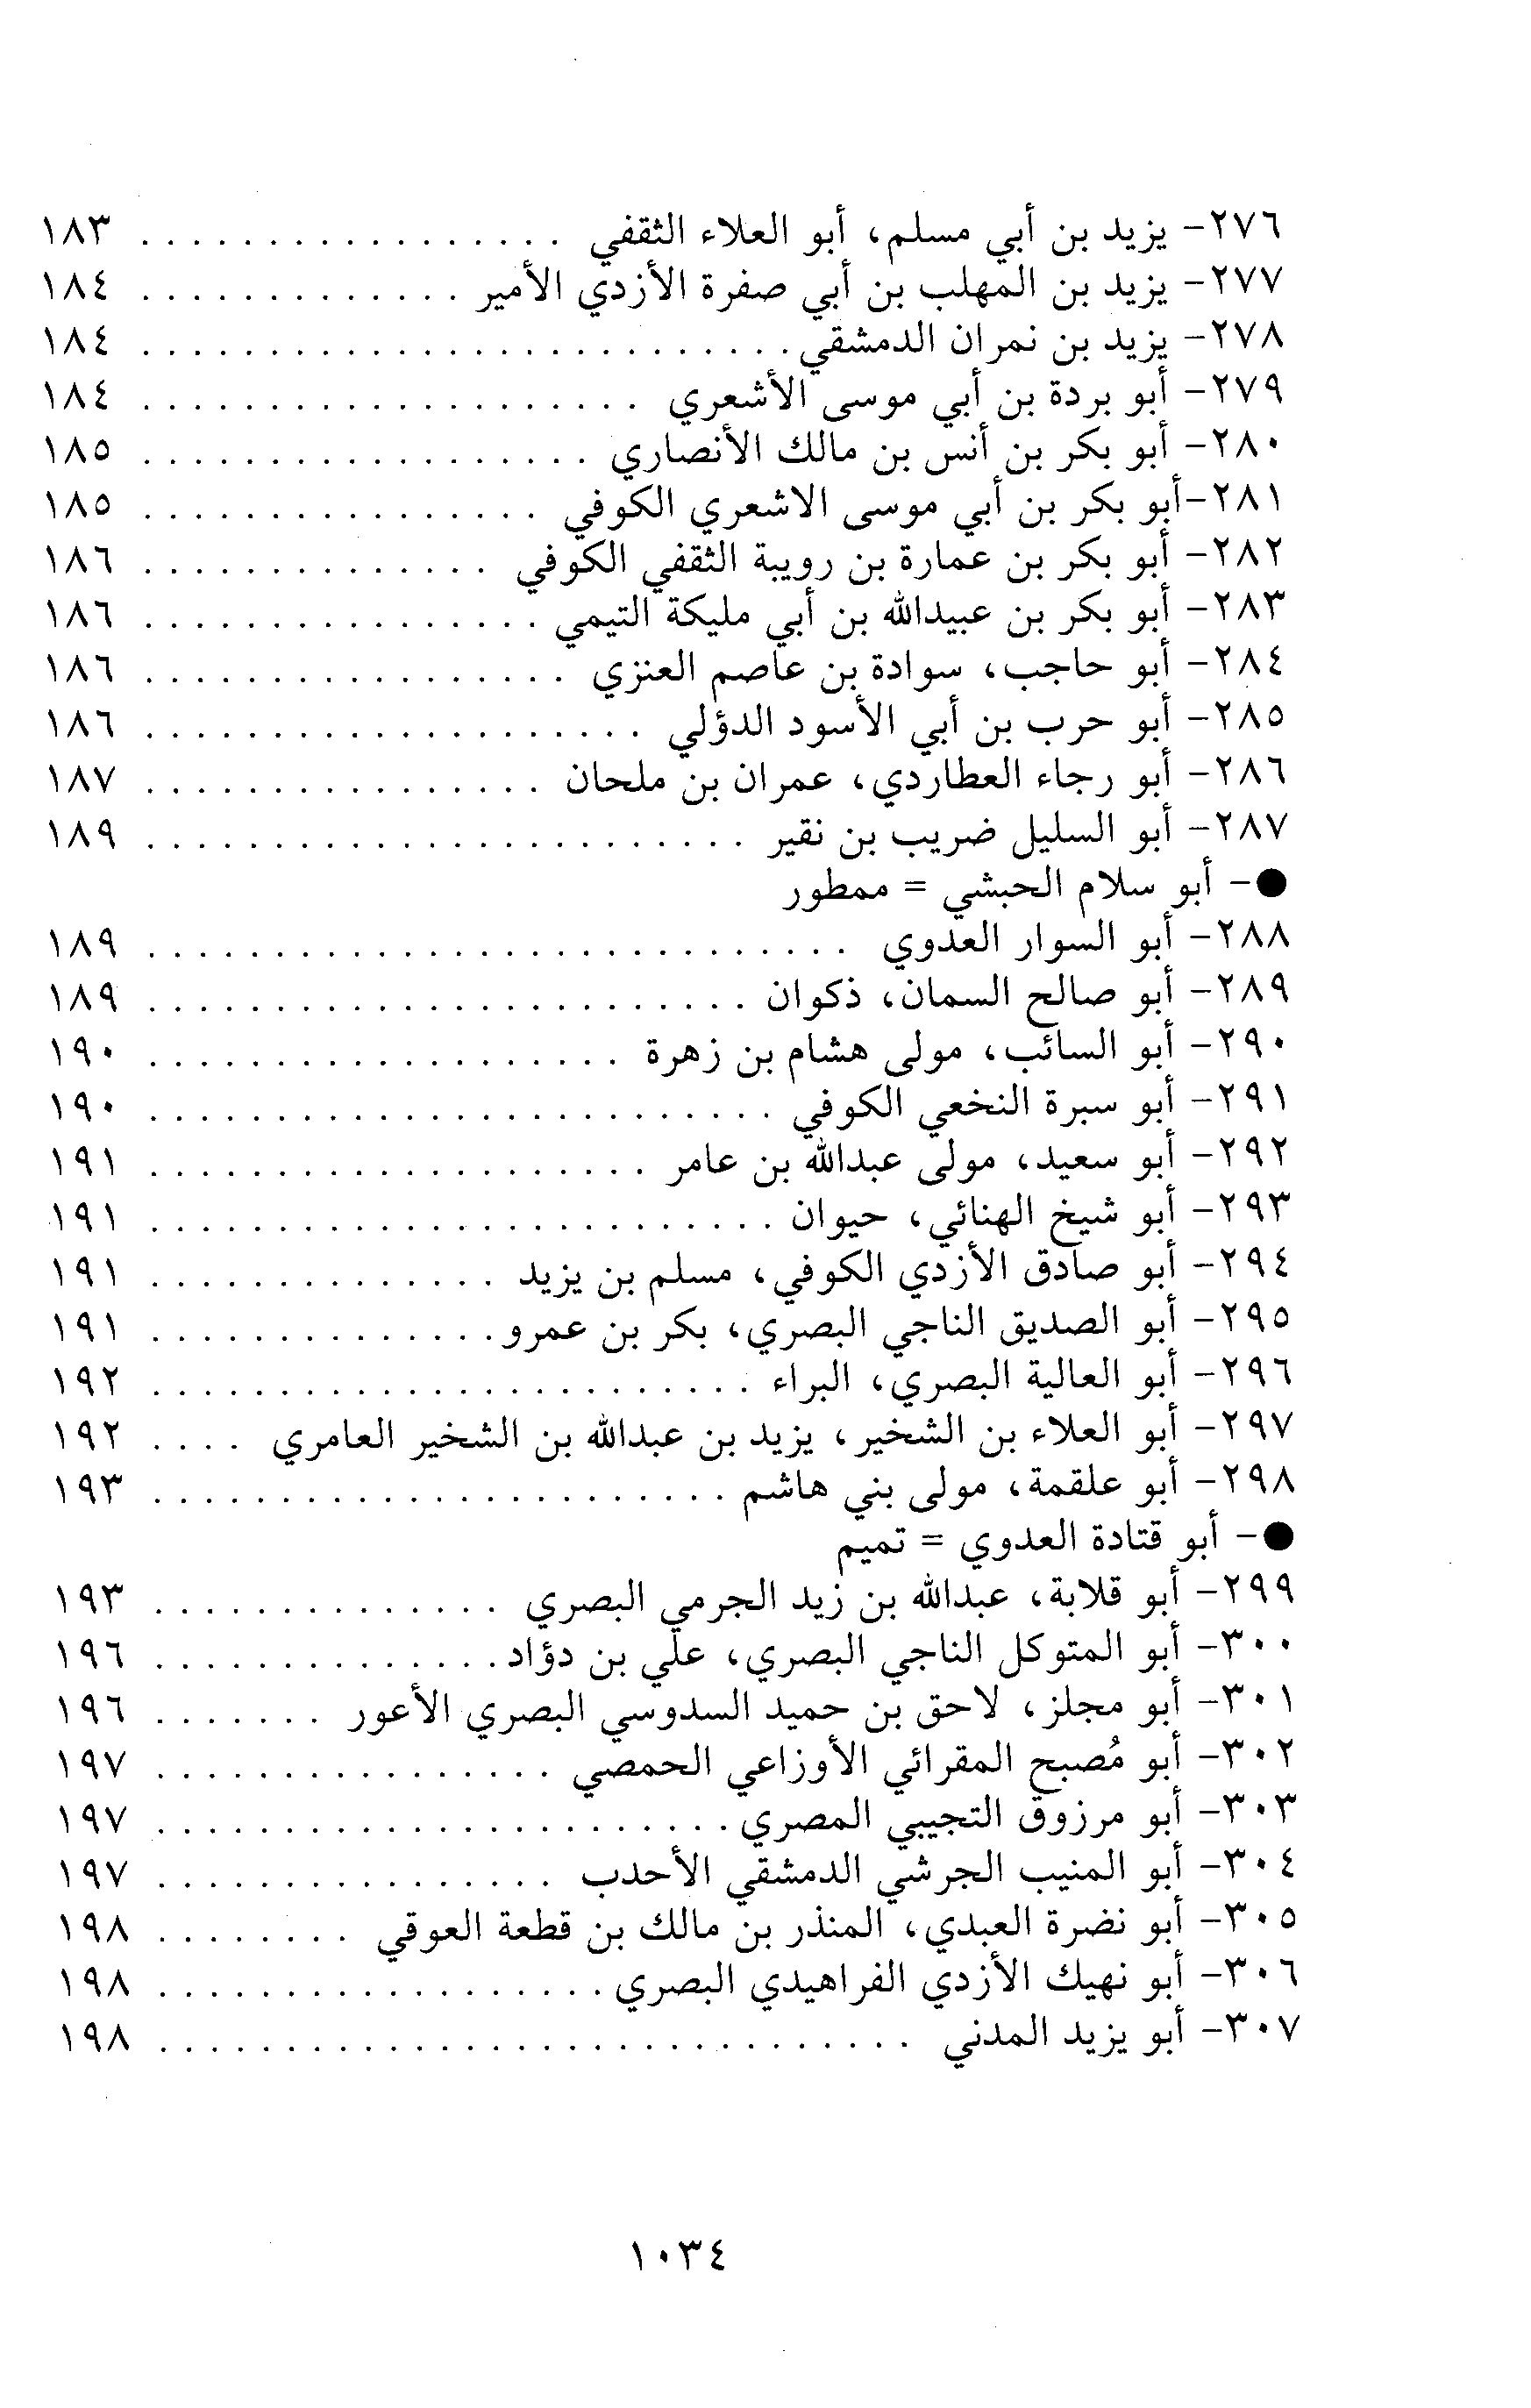 ٢٧٦- يزيد بن أبي مسلم، أبو العلاء الثقفي . . . . . . . . . . . . . . . . . ١٨٣
٢٧٧- يزيد بن المهلب بن أبي صفرة الأزدي الأمير . . . . . . . . . . . . . ١٨٤
٢٧٨- يزيد بن نمران الدمشقي . . . . . . . . . . . . . . . . . . . . . . . . . . ١٨٤
٢٧٩- أبو بردة بن أبي موسى الأشعري . . . . . . . . . . . . . . . . . . . . ١٨٤
٢٨٠- أبو بكر بن أنس بن مالك الأنصاري . . . . . . . . . . . . . . . . . . ١٨٥
٢٨١-أبو بكر بن أبي موسى الاشعري الكوفي . . . . . . . . . . . . . . . . ١٨٥
٢٨٢- أبو بكر بن عمارة بن رويبة الثقفي الكوفي . . . . . . . . . . . . . . ١٨٦
٢٨٣- أبو بكر بن عبيدالله بن أبي مليكة التيمي . . . . . . . . . . . . . . . . ١٨٦
٢٨٤- أبو حاجب، سوادة بن عاصم العنزي . . . . . . . . . . . . . . . . . ١٨٦
٢٨٥- أبو حرب بن أبي الأسود الدؤلي . . . . . . . . . . . . . . . . . . . . ١٨٦
٢٨٦- أبو رجاء العطاردي، عمران بن ملحان . . . . . . . . . . . . . . . . ١٨٧
٢٨٧- أبو السليل ضريب بن نقير . . . . . . . . . . . . . . . . . . . . . . . . ١٨٩
●- أبو سلام الحبشي = ممطور
٢٨٨- أبو السوار العدوي . . . . . . . . . . . . . . . . . . . . . . . . . . . . ١٨٩
٢٨٩- أبو صالح السمان، ذكوان . . . . . . . . . . . . . . . . . . . . . . . . ١٨٩
٢٩٠- أبو السائب، مولى هشام بن زهرة . . . . . . . . . . . . . . . . . . . ١٩٠
٢٩١- أبو سبرة النخعي الكوفي . . . . . . . . . . . . . . . . . . . . . . . . . ١٩٠
٢٩٢- أبو سعيد، مولى عبدالله بن عامر . . . . . . . . . . . . . . . . . . . . ١٩١
٢٩٣- أبو شيخ الهنائي، حيوان . . . . . . . . . . . . . . . . . . . . . . . . . ١٩١
٢٩٤- أبو صادق الأزدي الكوفي، مسلم بن يزيد . . . . . . . . . . . . . . ١٩١
٢٩٥- أبو الصديق الناجي البصري، بكر بن عمرو . . . . . . . . . . . . . . ١٩١
٢٩٦- أبو العالية البصري، البراء . . . . . . . . . . . . . . . . . . . . . . . . ١٩٢
٢٩٧- أبو العلاء بن الشخير، يزيد بن عبدالله بن الشخير العامري . . . . ١٩٢
٢٩٨- أبو علقمة، مولى بني هاشم . . . . . . . . . . . . . . . . . . . . . . . ١٩٣
●- أبو قتادة العدوي = تميم
٢٩٩- أبو قلابة، عبدالله بن زيد الجرمي البصري . . . . . . . . . . . . . . ١٩٣
٣٠٠- أبو المتوكل الناجي البصري، علي بن دؤاد . . . . . . . . . . . . . . ١٩٦
٣٠١- أبو مجلز، لاحق بن حميد السدوسي البصري الأعور . . . . . . . ١٩٦
٣٠٢- أبو مُصبح المقرائي الأوزاعي الحمصي . . . . . . . . . . . . . . . . ١٩٧
٣٠٣- أبو مرزوق التجيبي المصري . . . . . . . . . . . . . . . . . . . . . . . ١٩٧
٣٠٤- أبو المنيب الجرشي الدمشقي الأحدب . . . . . . . . . . . . . . . . ١٩٧
٣٠٥- أبو نضرة العبدي، المنذر بن مالك بن قطعة العوقي . . . . . . . . ١٩٨
٣٠٦- أبو نهيك الأزدي الفراهيدي البصري . . . . . . . . . . . . . . . . . . ١٩٨
٣٠٧- أبو يزيد المدني . . . . . . . . . . . . . . . . . . . . . . . . . . . . . . ١٩٨
١٠٣٤